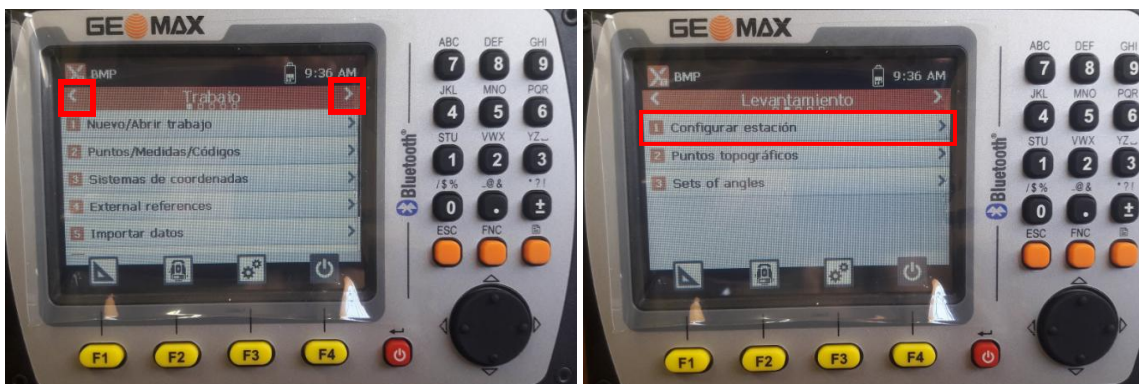 GEOMAX
BMP
9:36 AM
Trabajo
1 Nuevo/Abrir trabajo
2 Puntos/Medidas/Códigos
3 Sistemas de coordenadas
4 External references
5 Importar datos
F1
F2
F3
F4
Bluetooth®
ABC DEF GHI
7 8 9
JKL MNO PQR
4 5 6
STU VWX YZ_
1 2 3
/$% _@& *?!
0 . ±
ESC FNC
GEOMAX
BMP
9:36 AM
Levantamiento
1 Configurar estación
2 Puntos topográficos
3 Sets of angles
F1
F2
F3
F4
Bluetooth®
ABC DEF GHI
7 8 9
JKL MNO PQR
4 5 6
STU VWX YZ_
1 2 3
/$% _@& *?!
0 . ±
ESC FNC